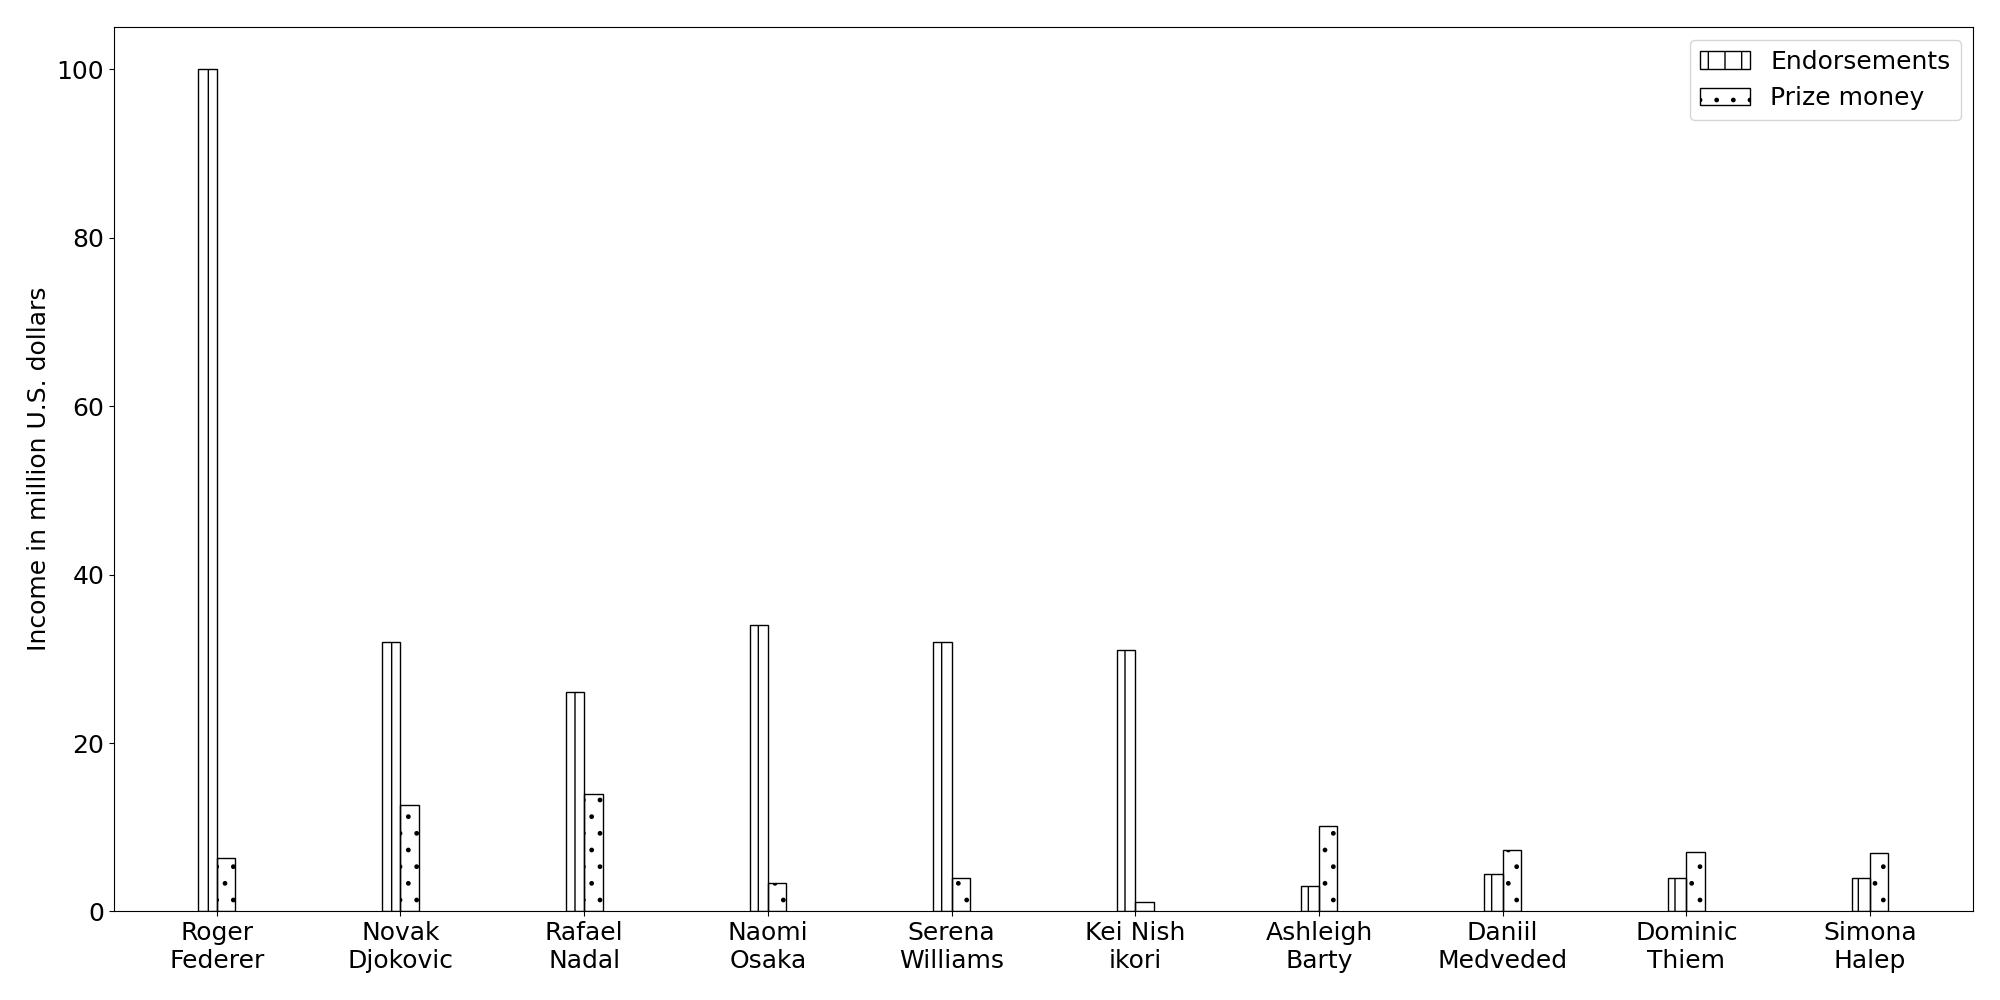 Income in million U.S. dollars
100
80
60
40
20
0
Endorsements
Prize money
Roger
Federer
Novak
Djokovic
Rafael
Nadal
Naomi
Osaka
Serena
Williams
Kei Nish
ikori
Ashleigh
Barty
Daniil
Medveded
Dominic
Thiem
Simona
Halep